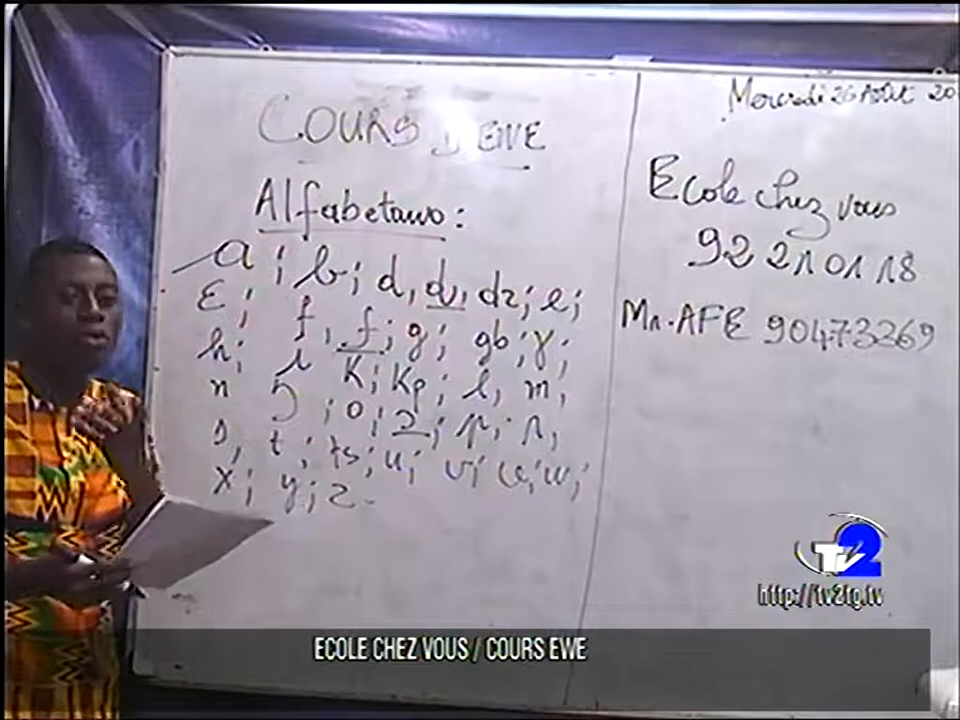 COURS D'EWE
Alfabetawo :
a ; b ; d, ɖ, dz ; e ;
ɛ ; f, ƒ ; g ; gb ; ɣ ;
h ; i K ; Kp ; l, m ;
n ŋ ; o ; ɔ ; p ; r ;
s, t ; ts ; u ; v ; ʋ ; w ;
x ; y ; z .
Mercredi 26 Août 20
Ecole chez vous
92 21 01 18
Mr. AFE 90473369
TV2
http://tv2tg.tv
ECOLE CHEZ VOUS / COURS EWE